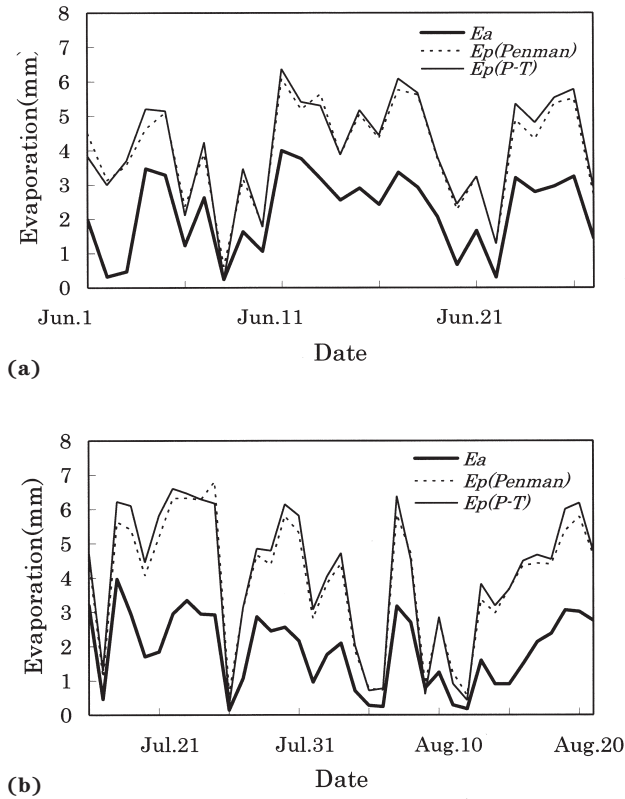 8
7
6
5
4
3
2
1
0
Evaporation(mm`
Ea
Ep(Penman)
Ep(P-T)
Jun.1 Jun.11 Jun.21
Date
(a)
8
7
6
5
4
3
2
1
0
Evaporation(mm)
Ea
Ep(Penman)
Ep(P-T)
Jul.21 Jul.31 Aug.10 Aug.20
Date
(b)